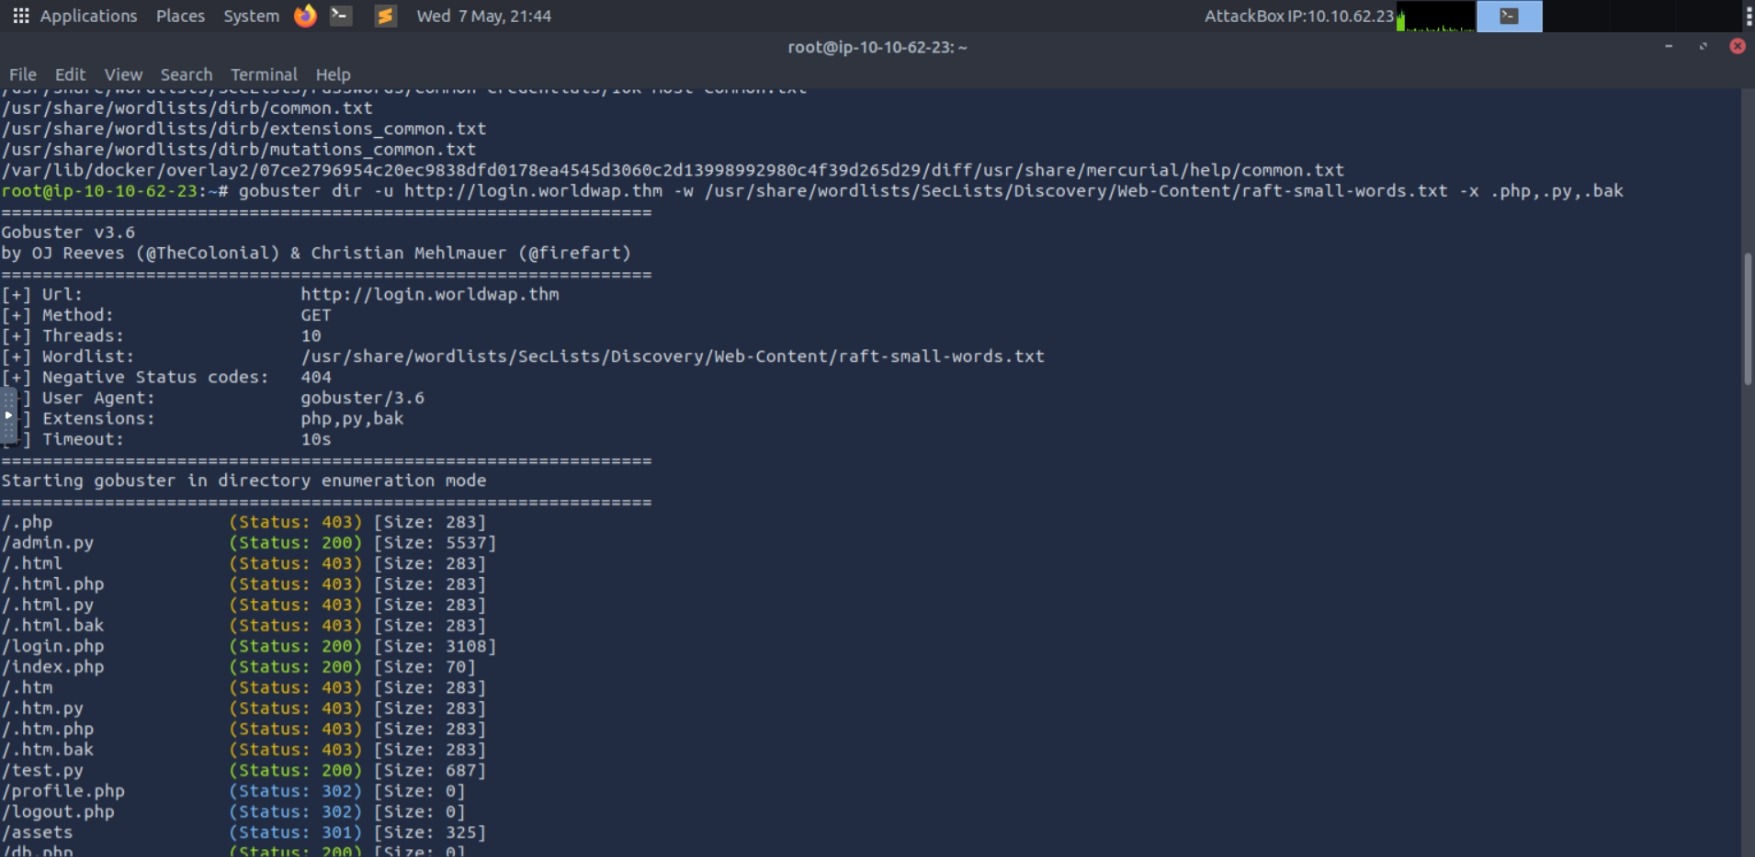 Applications Places System Wed 7 May, 21:44 AttackBox IP:10.10.62.23
root@ip-10-10-62-23: ~
File Edit View Search Terminal Help
/usr/share/wordlists/SecLists/Passwords/Common-Credentials/10k-most-common.txt
/usr/share/wordlists/dirb/common.txt
/usr/share/wordlists/dirb/extensions_common.txt
/usr/share/wordlists/dirb/mutations_common.txt
/var/lib/docker/overlay2/07ce2796954c20ec9838dfd0178ea4545d3060c2d13998992980c4f39d265d29/diff/usr/share/mercurial/help/common.txt
root@ip-10-10-62-23:~# gobuster dir -u http://login.worldwap.thm -w /usr/share/wordlists/SecLists/Discovery/Web-Content/raft-small-words.txt -x .php,.py,.bak
===============================================================
Gobuster v3.6
by OJ Reeves (@TheColonial) & Christian Mehlmauer (@firefart)
===============================================================
[+] Url: http://login.worldwap.thm
[+] Method: GET
[+] Threads: 10
[+] Wordlist: /usr/share/wordlists/SecLists/Discovery/Web-Content/raft-small-words.txt
[+] Negative Status codes: 404
] User Agent: gobuster/3.6
] Extensions: php,py,bak
] Timeout: 10s
===============================================================
Starting gobuster in directory enumeration mode
===============================================================
/.php (Status: 403) [Size: 283]
/admin.py (Status: 200) [Size: 5537]
/.html (Status: 403) [Size: 283]
/.html.php (Status: 403) [Size: 283]
/.html.py (Status: 403) [Size: 283]
/.html.bak (Status: 403) [Size: 283]
/login.php (Status: 200) [Size: 3108]
/index.php (Status: 200) [Size: 70]
/.htm (Status: 403) [Size: 283]
/.htm.py (Status: 403) [Size: 283]
/.htm.php (Status: 403) [Size: 283]
/.htm.bak (Status: 403) [Size: 283]
/test.py (Status: 200) [Size: 687]
/profile.php (Status: 302) [Size: 0]
/logout.php (Status: 302) [Size: 0]
/assets (Status: 301) [Size: 325]
/db.php (Status: 200) [Size: 0]